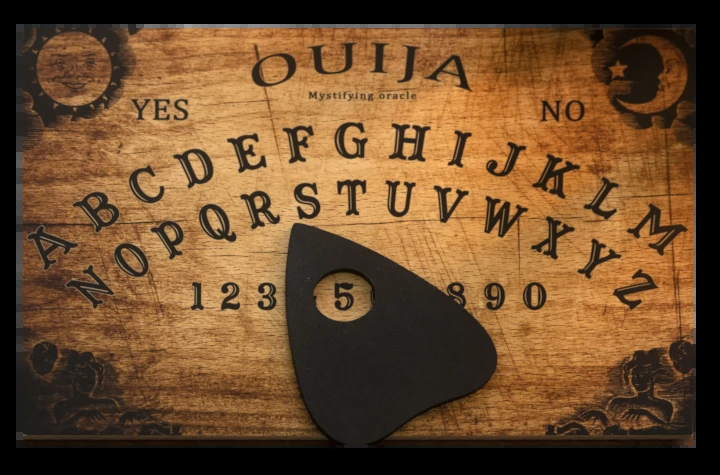 OUIJA
Mystifying oracle
YES NO
A B C D E F G H I J K L M
N O P Q R S T U V W X Y Z
1 2 3 5 8 9 0